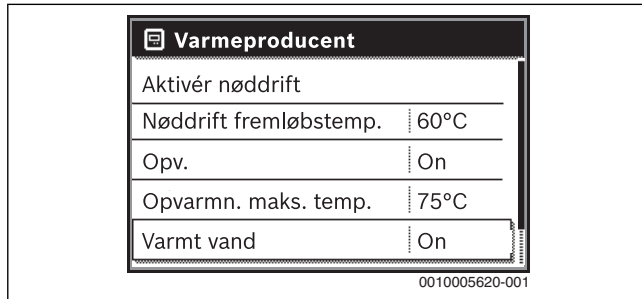 Varmeproducent
Aktivér nøddrift
Nøddrift fremløbstemp. 60°C
Opv. On
Opvarmn. maks. temp. 75°C
Varmt vand On
0010005620-001